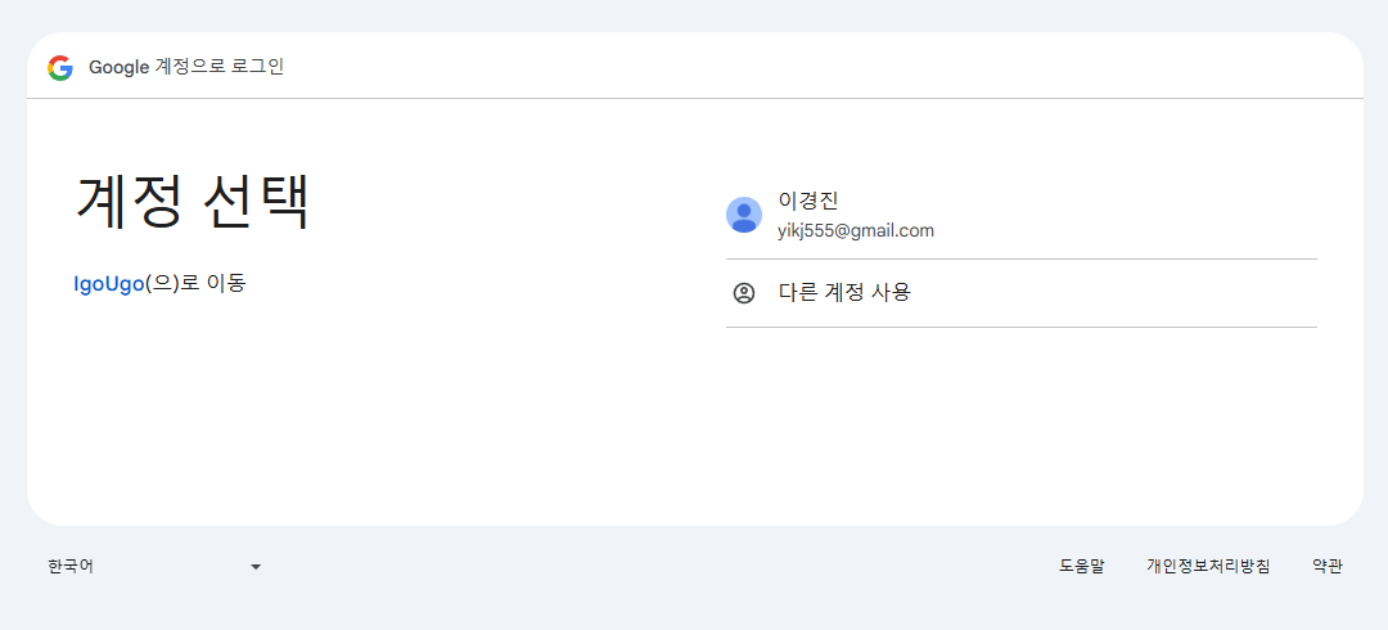 Google 계정으로 로그인
계정 선택
IgoUgo(으)로 이동
이경진
yikj555@gmail.com
다른 계정 사용
한국어
도움말 개인정보처리방침 약관